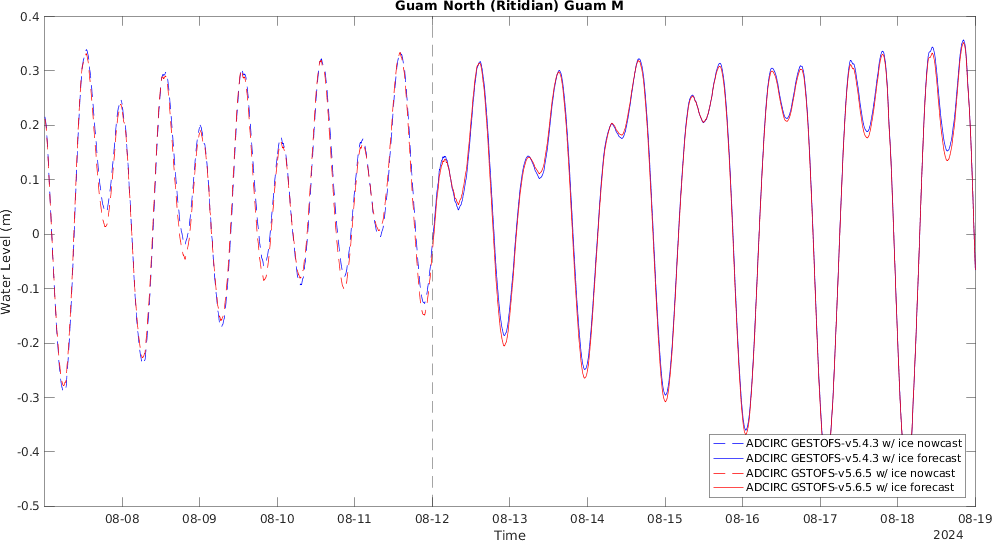 Guam North (Ritidian) Guam M
0.4
0.3
0.2
0.1
0
-0.1
-0.2
-0.3
-0.4
-0.5
Water Level (m)
ADCIRC GESTOFS-v5.4.3 w/ ice nowcast
ADCIRC GESTOFS-v5.4.3 w/ ice forecast
ADCIRC GSTOFS-v5.6.5 w/ ice nowcast
ADCIRC GSTOFS-v5.6.5 w/ ice forecast
08-08 08-09 08-10 08-11 08-12 08-13 08-14 08-15 08-16 08-17 08-18 08-19
Time
2024